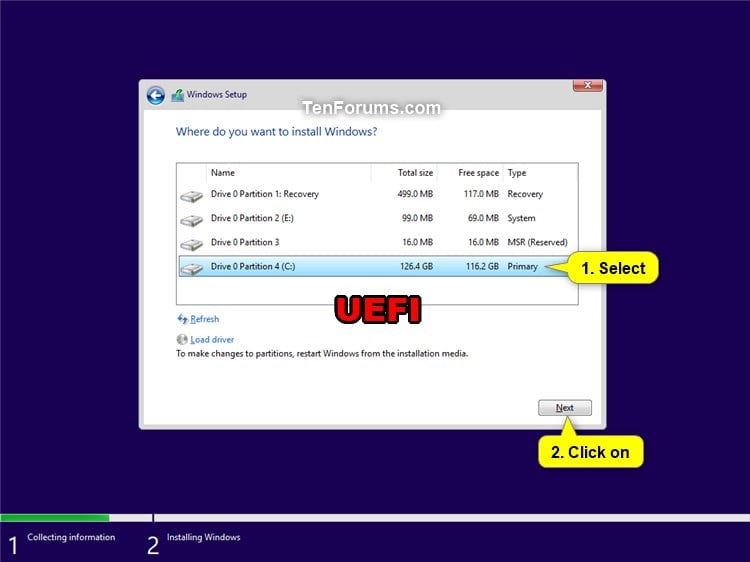 Windows Setup
TenForums.com
Where do you want to install Windows?
Name Total size Free space Type
Drive 0 Partition 1: Recovery 499.0 MB 117.0 MB Recovery
Drive 0 Partition 2 (E:) 99.0 MB 69.0 MB System
Drive 0 Partition 3 16.0 MB 16.0 MB MSR (Reserved)
Drive 0 Partition 4 (C:) 126.4 GB 116.2 GB Primary
1. Select
UEFI
Refresh
Load driver
To make changes to partitions, restart Windows from the installation media.
Next
2. Click on
1 Collecting information 2 Installing Windows